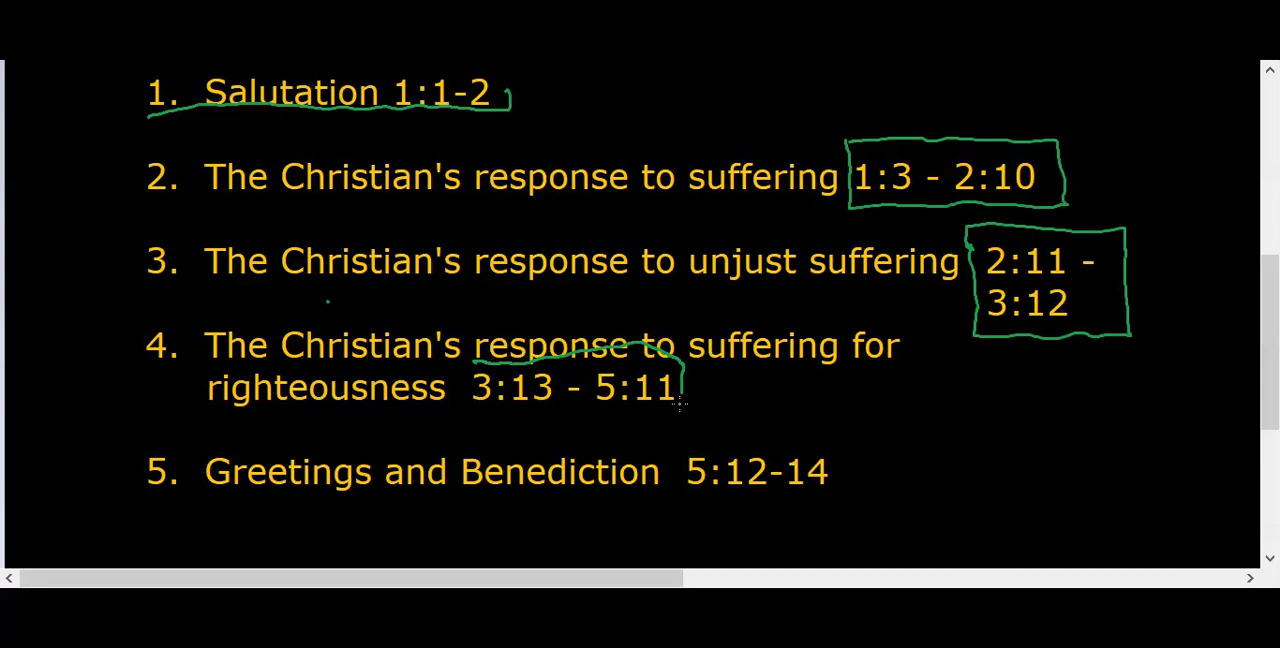 1. Salutation 1:1-2
2. The Christian's response to suffering 1:3 - 2:10
3. The Christian's response to unjust suffering 2:11 -
3:12
4. The Christian's response to suffering for
righteousness 3:13 - 5:11
5. Greetings and Benediction 5:12-14